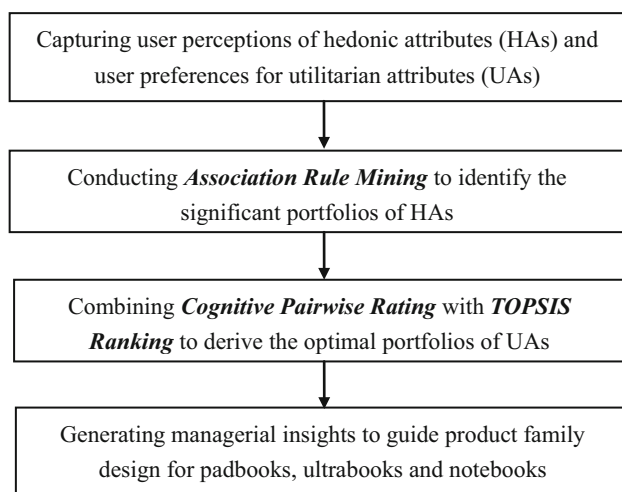 Capturing user perceptions of hedonic attributes (HAs) and
user preferences for utilitarian attributes (UAs)
Conducting Association Rule Mining to identify the
significant portfolios of HAs
Combining Cognitive Pairwise Rating with TOPSIS
Ranking to derive the optimal portfolios of UAs
Generating managerial insights to guide product family
design for padbooks, ultrabooks and notebooks